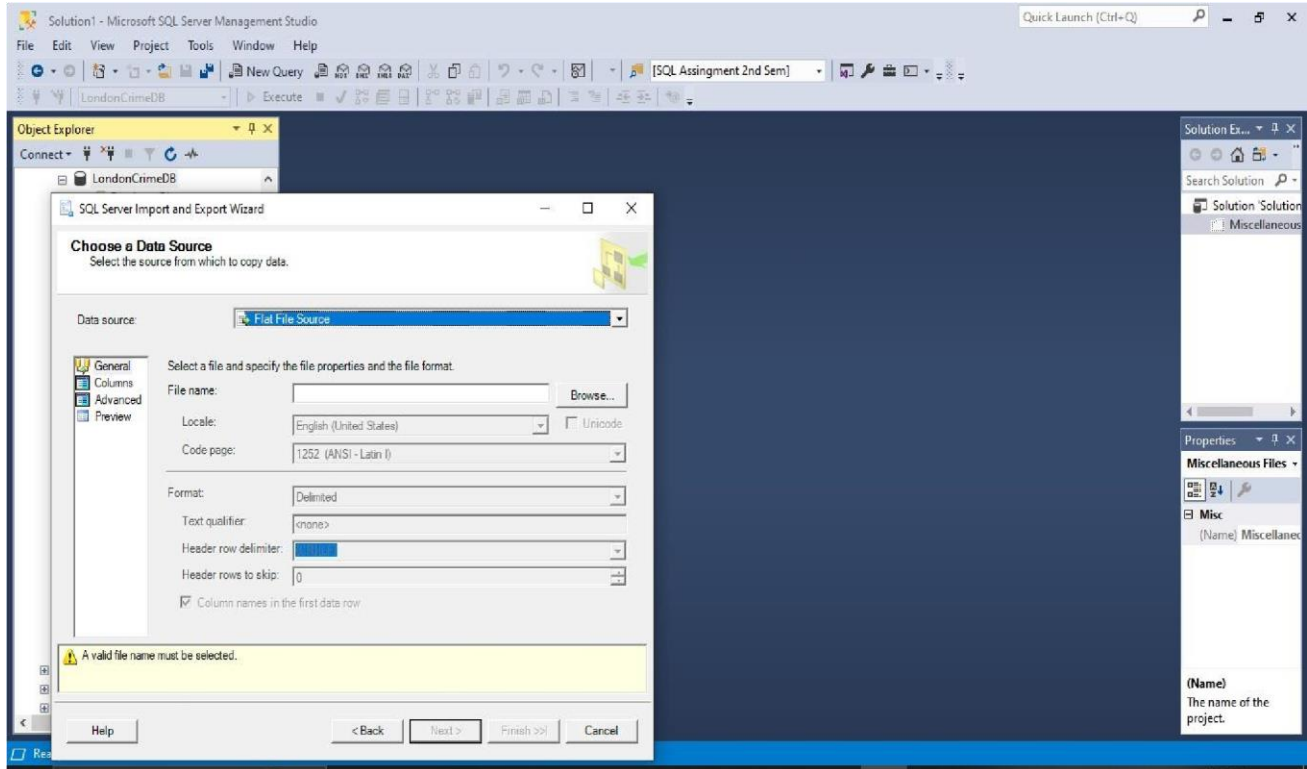 Solution1 - Microsoft SQL Server Management Studio
Quick Launch (Ctrl+Q)
File Edit View Project Tools Window Help
New Query
[SQL Assingment 2nd Sem]
LondonCrimeDB
Execute
Object Explorer
Connect
LondonCrimeDB
SQL Server Import and Export Wizard
Choose a Data Source
Select the source from which to copy data.
Data source:
Flat File Source
General
Columns
Advanced
Preview
Select a file and specify the file properties and the file format.
File name:
Browse...
Locale:
English (United States)
Unicode
Code page:
1252 (ANSI - Latin I)
Format:
Delimited
Text qualifier:
<none>
Header row delimiter:
Header rows to skip:
0
Column names in the first data row
A valid file name must be selected.
Help
< Back
Next >
Finish >>|
Cancel
Rea
Solution Ex...
Search Solution
Solution 'Solution
Miscellaneous
Properties
Miscellaneous Files
Misc
(Name) Miscellanec
(Name)
The name of the
project.